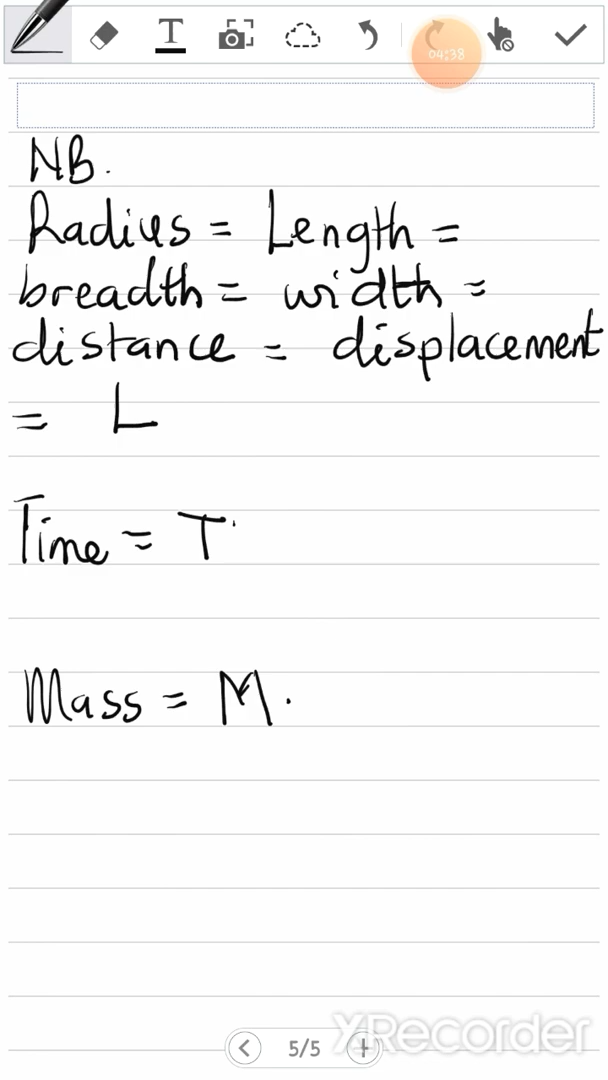 T
04:38
NB.
Radius = Length =
breadth = width =
distance = displacement
= L
Time = T
Mass = M.
XRecorder
5/5